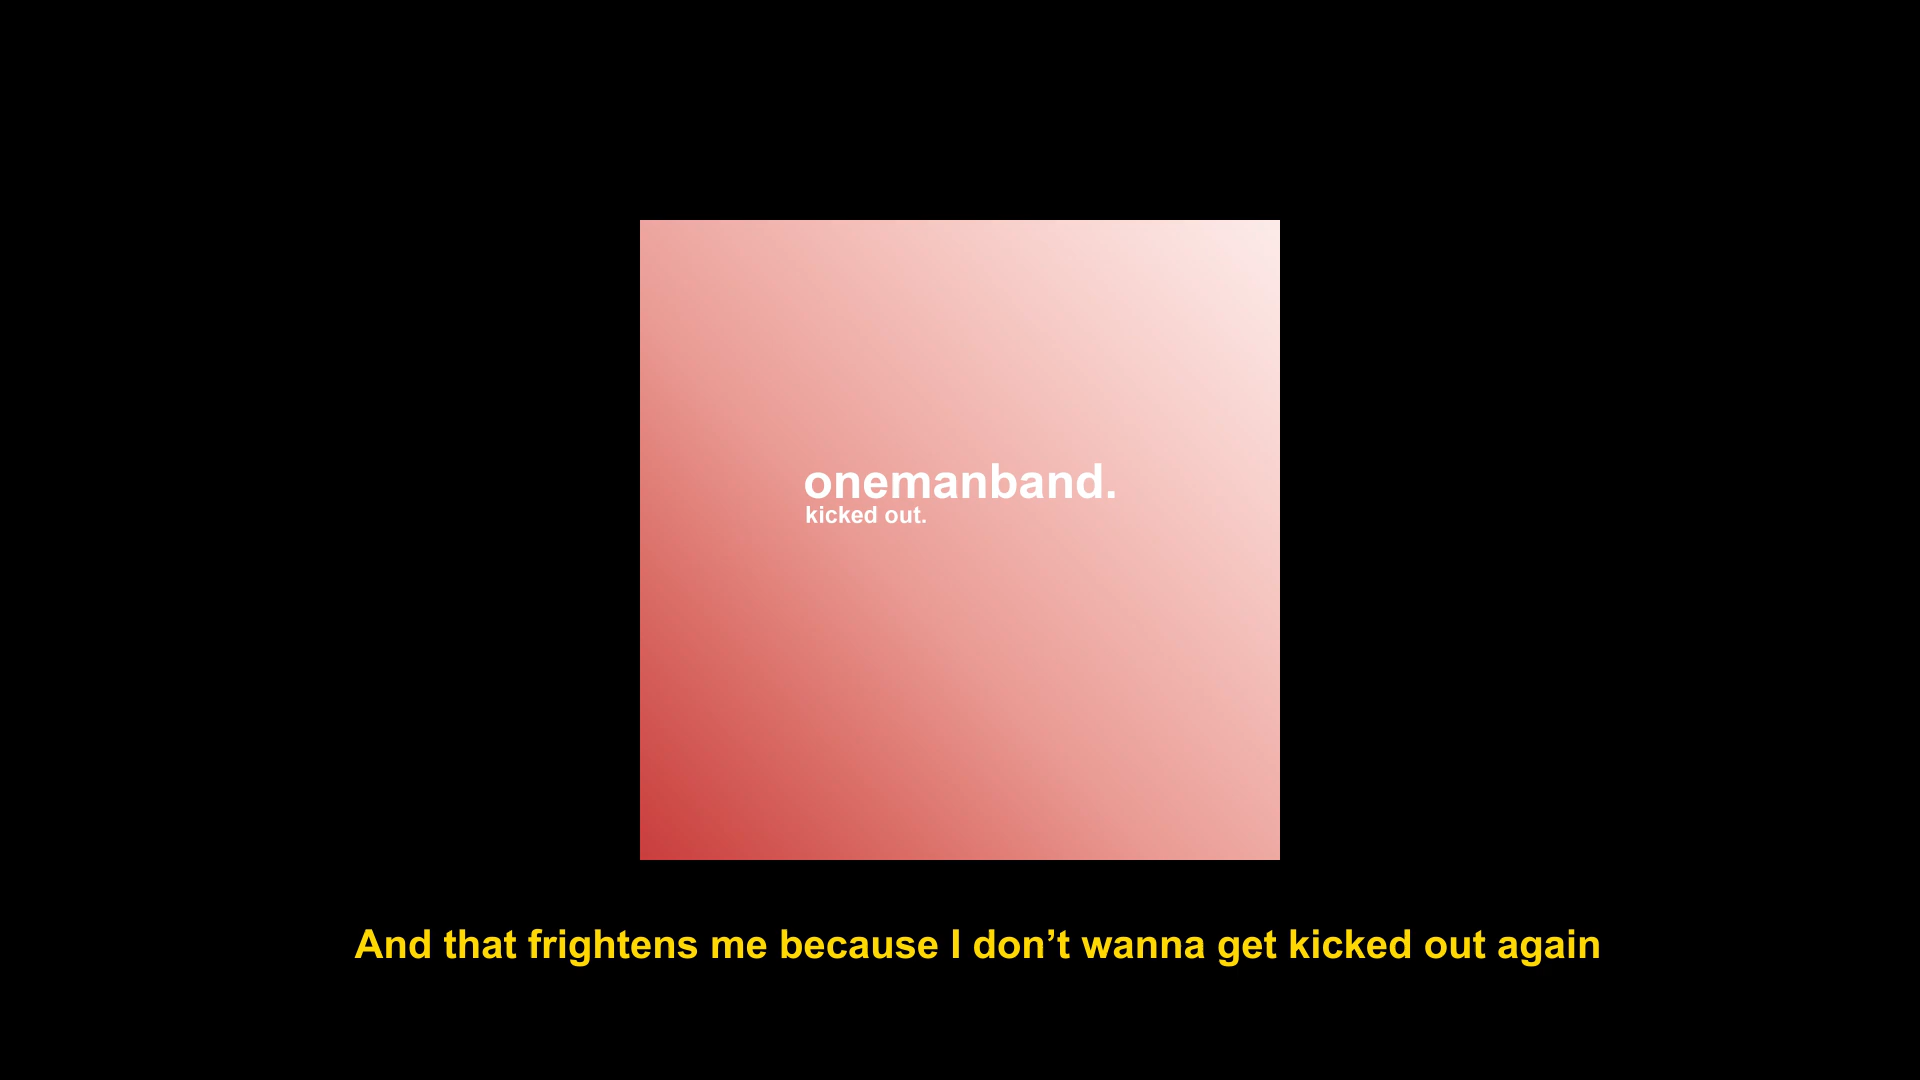 onemanband.
kicked out.
And that frightens me because I don’t wanna get kicked out again